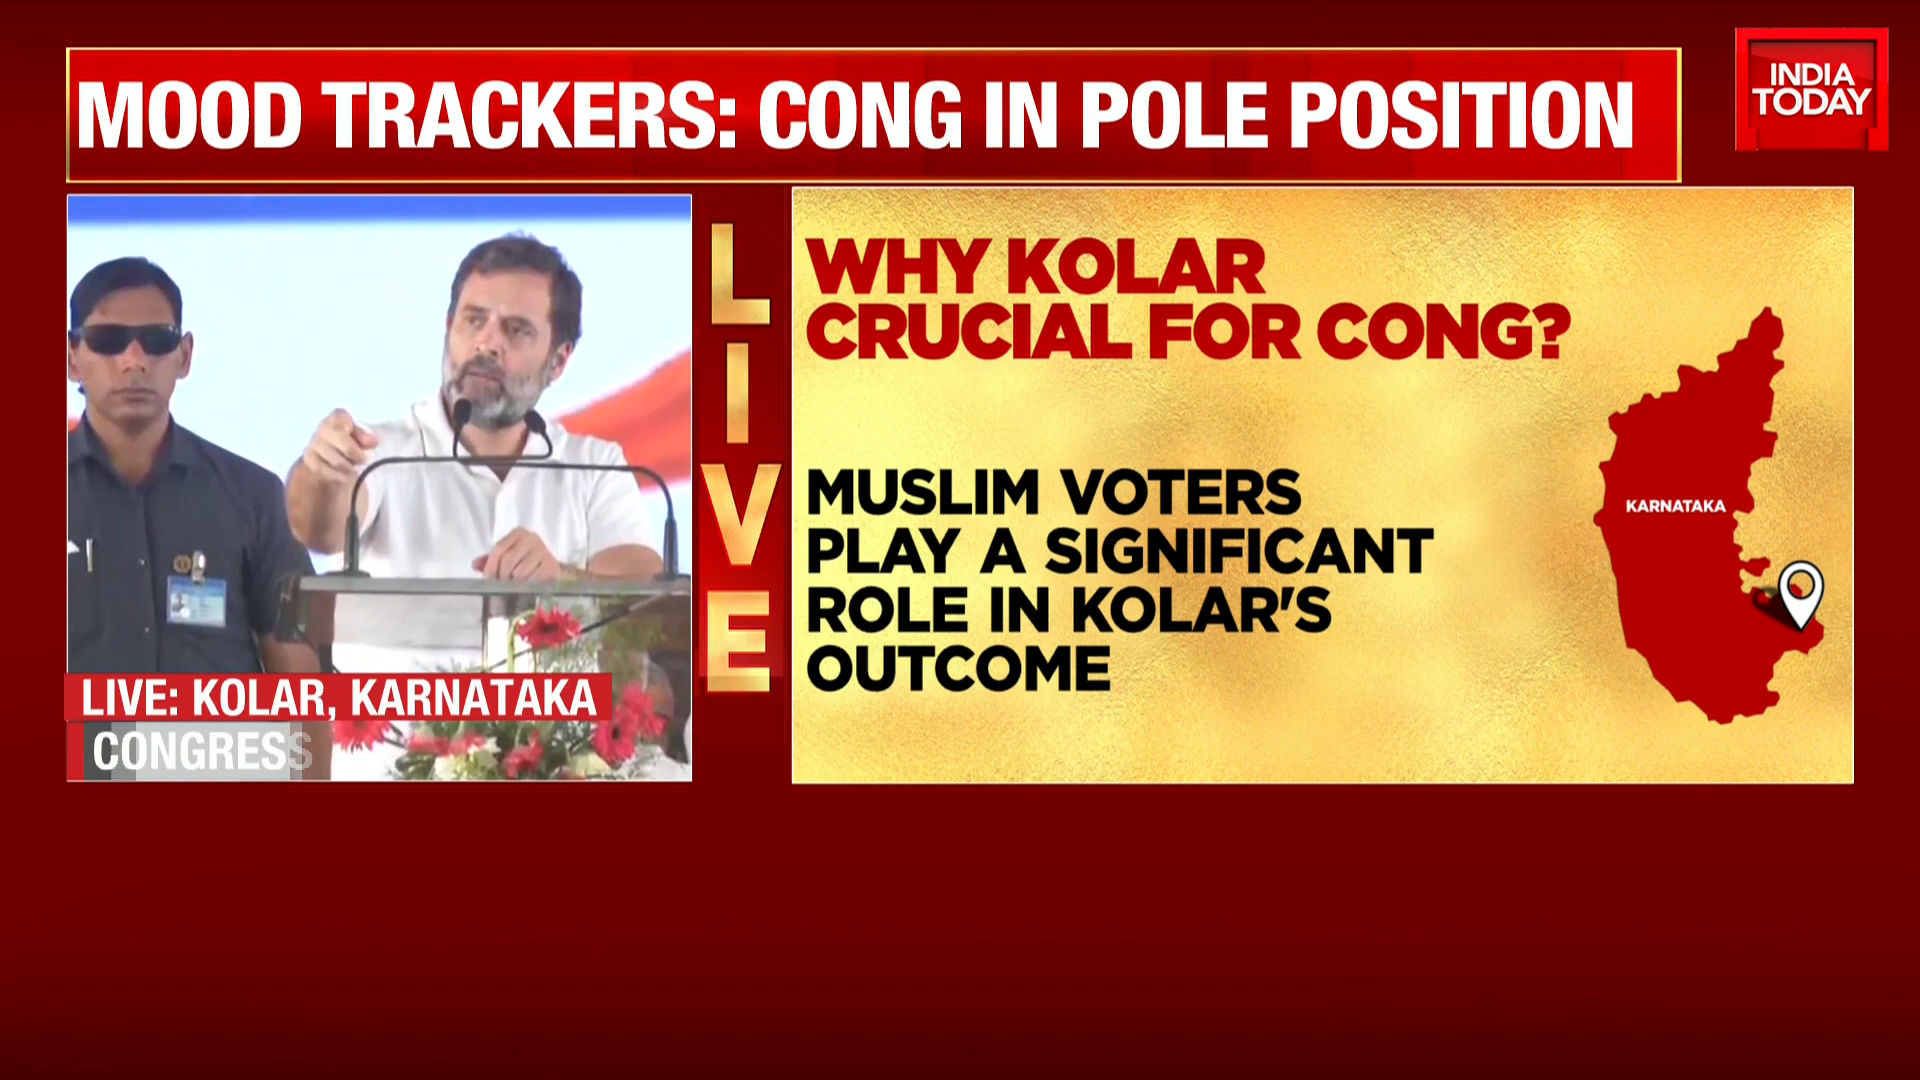 MOOD TRACKERS: CONG IN POLE POSITION
INDIA
TODAY
LIVE
WHY KOLAR
CRUCIAL FOR CONG?
MUSLIM VOTERS
PLAY A SIGNIFICANT
ROLE IN KOLAR'S
OUTCOME
KARNATAKA
LIVE: KOLAR, KARNATAKA
CONGRESS